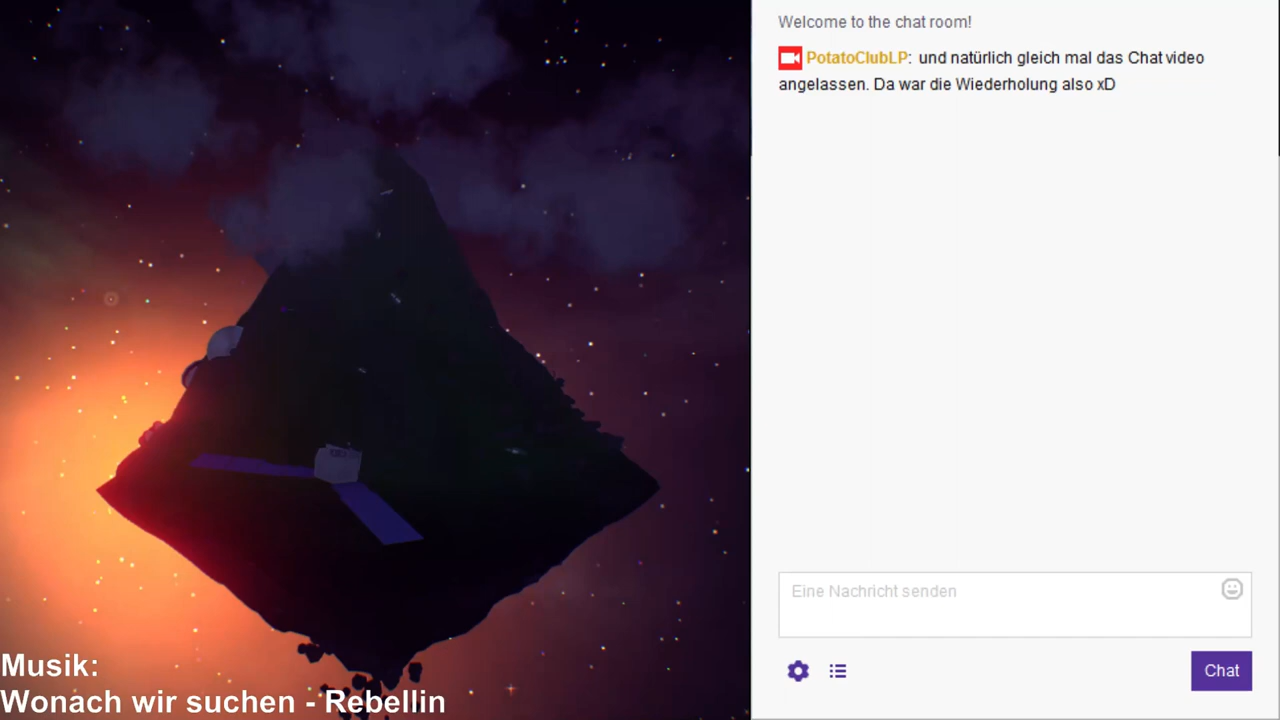 Welcome to the chat room!
PotatoClubLP: und natürlich gleich mal das Chat video
angelassen. Da war die Wiederholung also xD
Eine Nachricht senden
Chat
Musik:
Wonach wir suchen - Rebellin